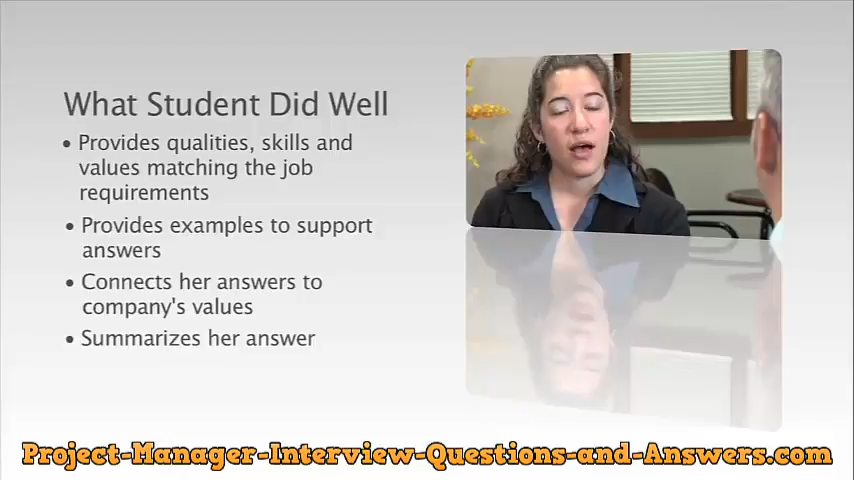 What Student Did Well
• Provides qualities, skills and
values matching the job
requirements
• Provides examples to support
answers
• Connects her answers to
company's values
• Summarizes her answer
Project-Manager-Interview-Questions-and-Answers.com